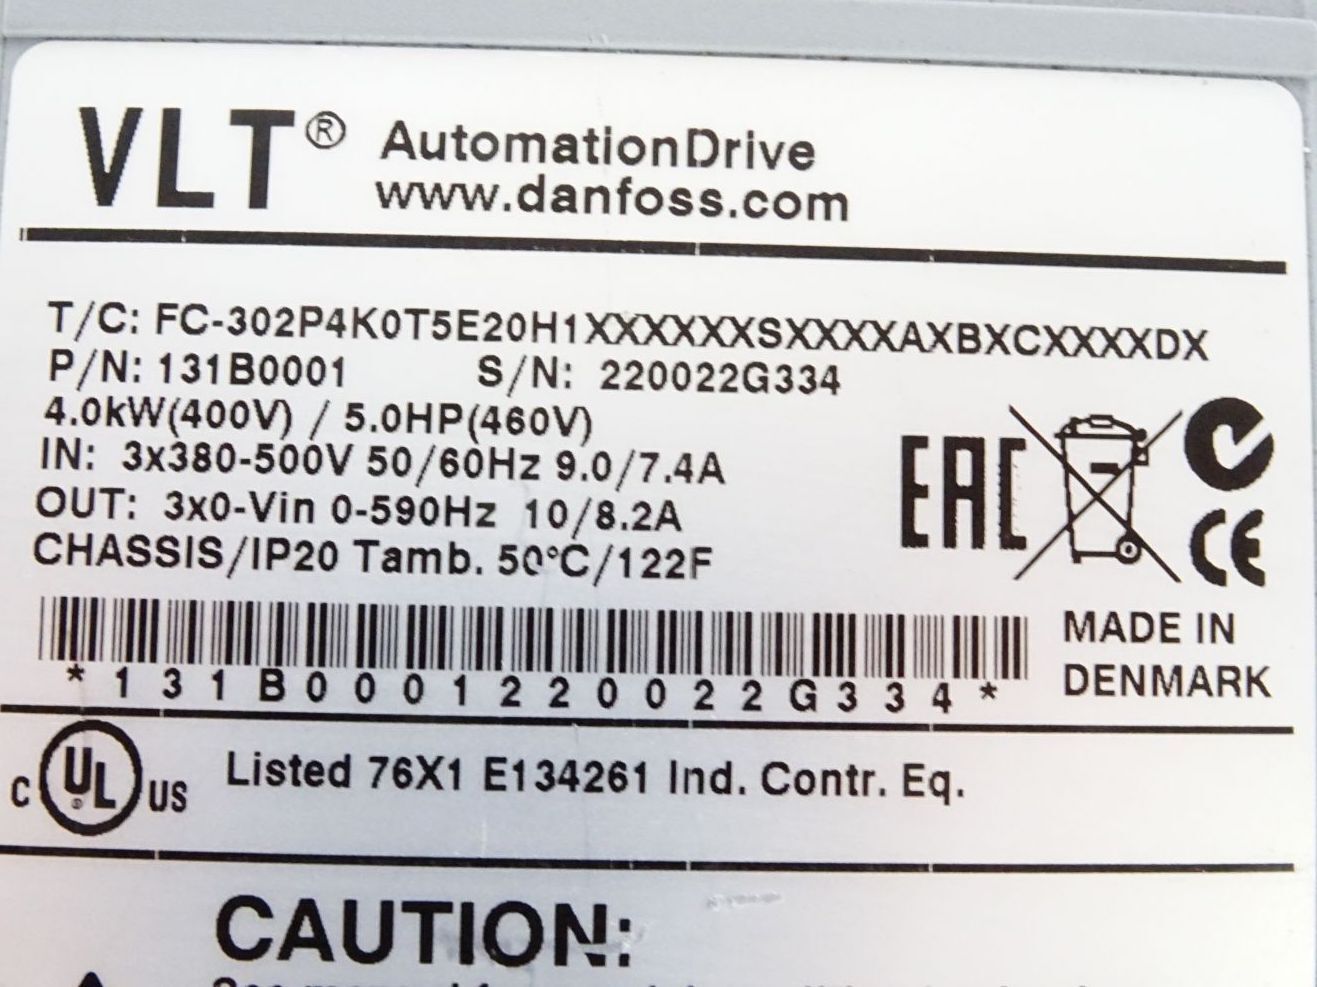 VLT® AutomationDrive
www.danfoss.com
T/C: FC-302P4K0T5E20H1XXXXXXSXXXXAXBXCXXXXDX
P/N: 131B0001 S/N: 220022G334
4.0kW(400V) / 5.0HP(460V)
IN: 3x380-500V 50/60Hz 9.0/7.4A
OUT: 3x0-Vin 0-590Hz 10/8.2A
CHASSIS/IP20 Tamb. 50°C/122F
EAC
CE
MADE IN
DENMARK
*131B0001220022G334*
c UL® US Listed 76X1 E134261 Ind. Contr. Eq.
CAUTION: